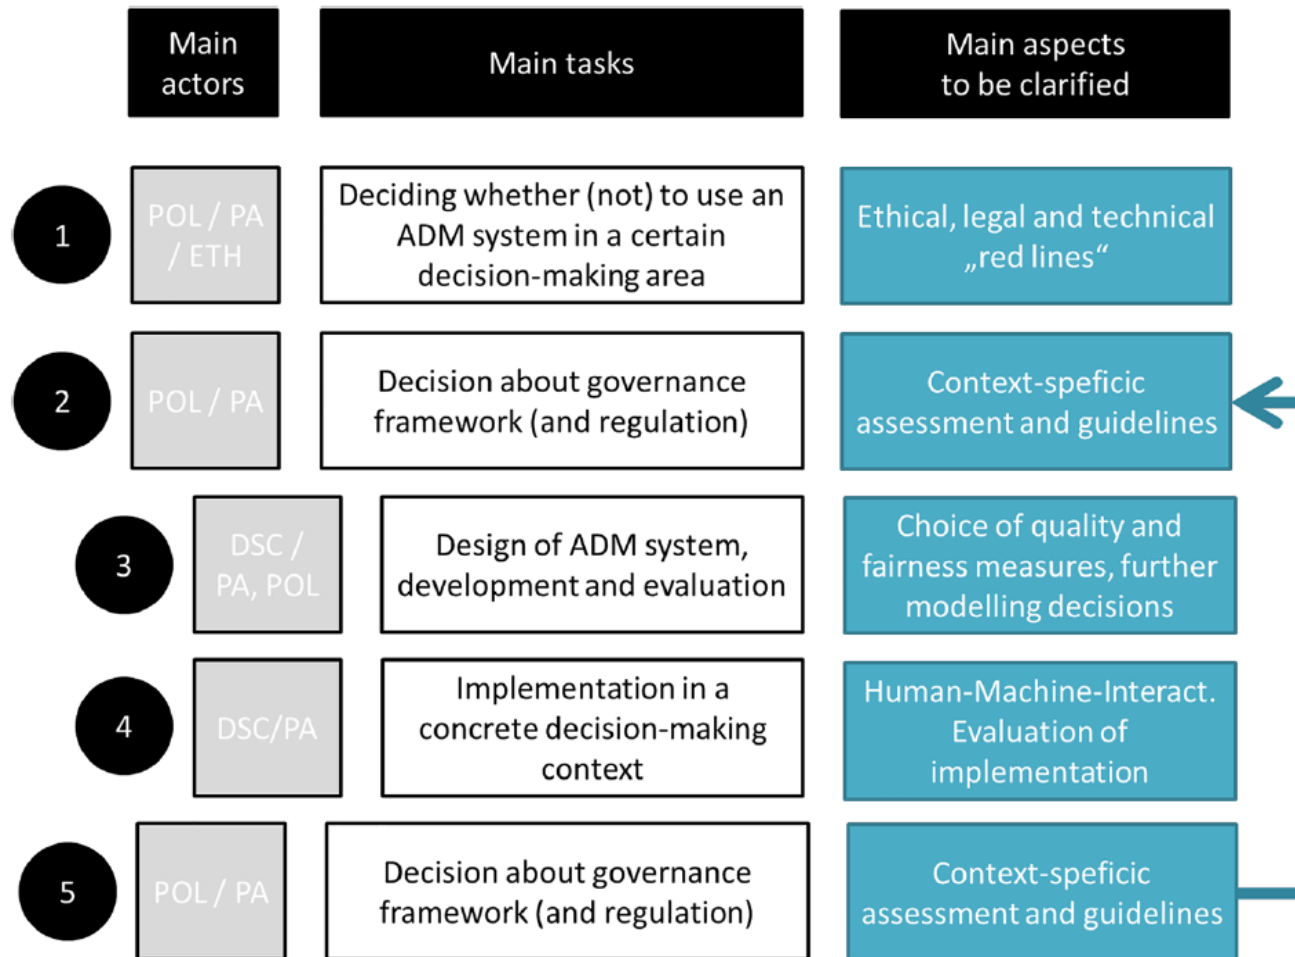 Main
actors
Main tasks
Main aspects
to be clarified
1
POL / PA
/ ETH
Deciding whether (not) to use an
ADM system in a certain
decision-making area
Ethical, legal and technical
„red lines“
2
POL / PA
Decision about governance
framework (and regulation)
Context-speficic
assessment and guidelines
3
DSC /
PA, POL
Design of ADM system,
development and evaluation
Choice of quality and
fairness measures, further
modelling decisions
4
DSC/PA
Implementation in a
concrete decision-making
context
Human-Machine-Interact.
Evaluation of
implementation
5
POL / PA
Decision about governance
framework (and regulation)
Context-speficic
assessment and guidelines